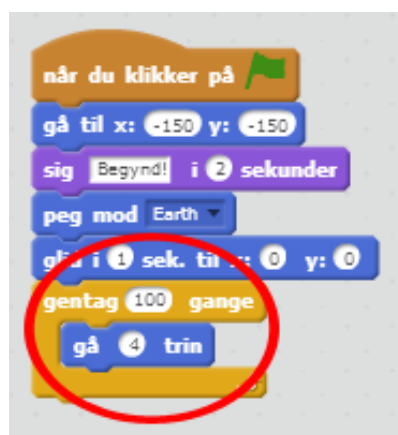 når du klikker på
gå til x: -150 y: -150
sig Begynd! i 2 sekunder
peg mod Earth
glid i 1 sek. til x: 0 y: 0
gentag 100 gange
gå 4 trin